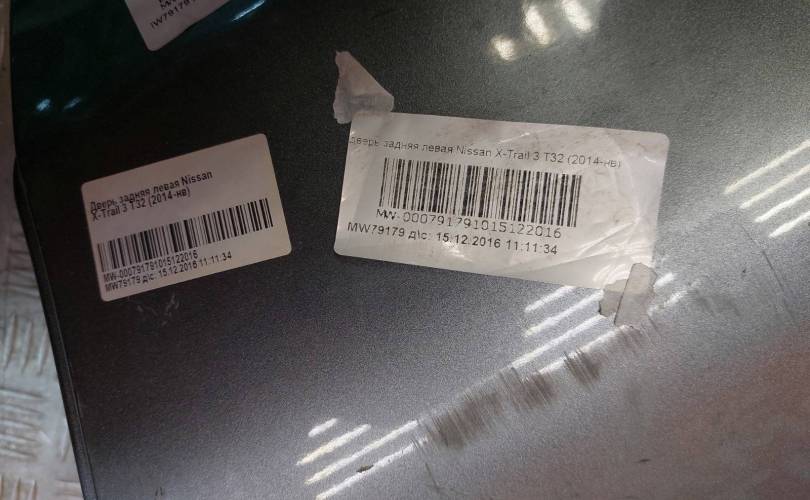 MW79179
Дверь задняя левая Nissan
X-Trail 3 T32 (2014-нв)
MW-000791791015122016
MW79179 д\с: 15.12.2016 11:11:34
Дверь задняя левая Nissan X-Trail 3 T32 (2014-нв)
MW-000791791015122016
MW79179 д\с: 15.12.2016 11:11:34